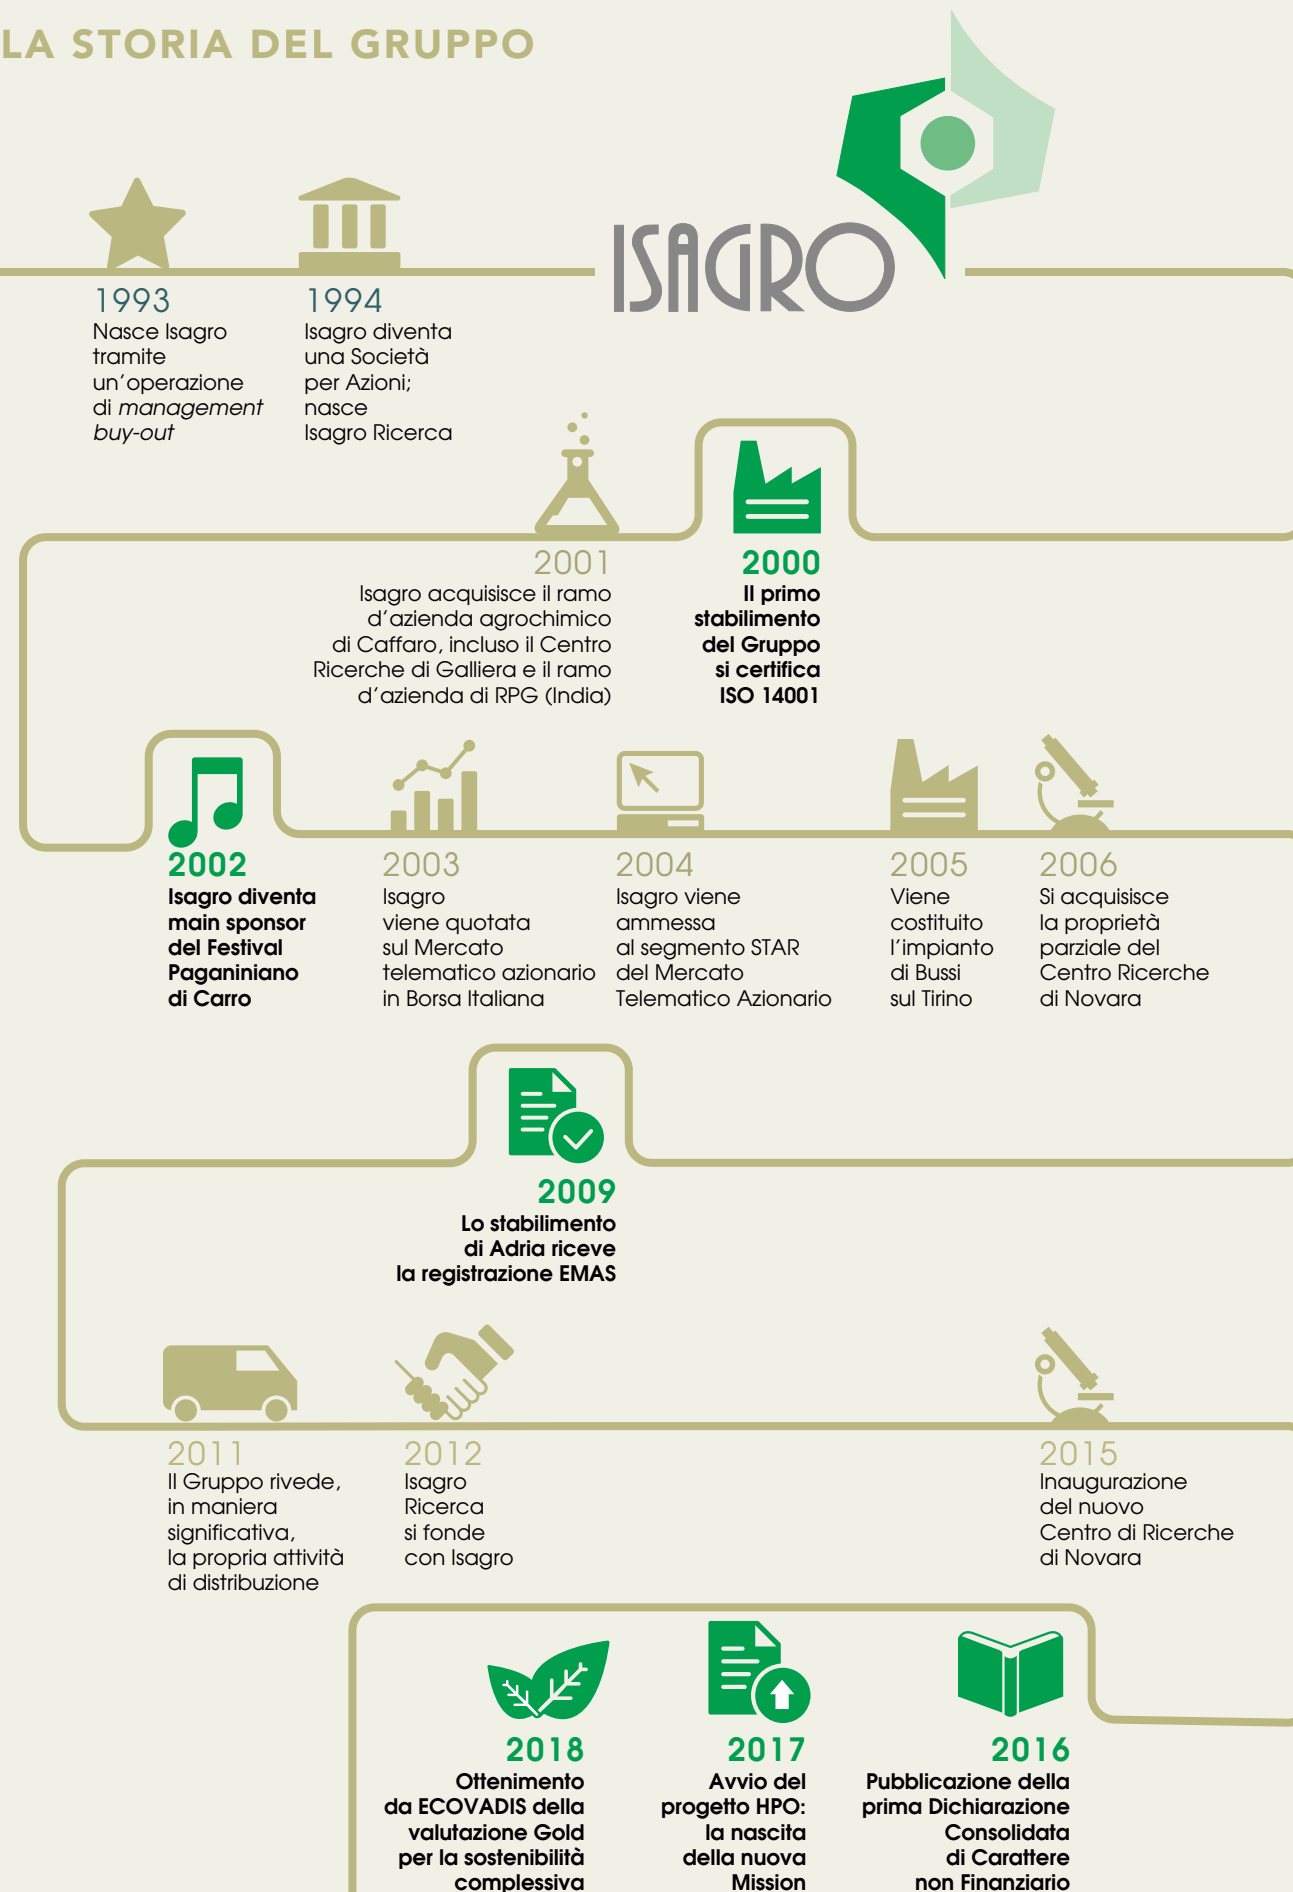 LA STORIA DEL GRUPPO
ISAGRO
1993
Nasce Isagro
tramite
un’operazione
di management
buy-out
1994
Isagro diventa
una Società
per Azioni;
nasce
Isagro Ricerca
2001
Isagro acquisisce il ramo
d’azienda agrochimico
di Caffaro, incluso il Centro
Ricerche di Galliera e il ramo
d’azienda di RPG (India)
2000
Il primo
stabilimento
del Gruppo
si certifica
ISO 14001
2002
Isagro diventa
main sponsor
del Festival
Paganiniano
di Carro
2003
Isagro
viene quotata
sul Mercato
telematico azionario
in Borsa Italiana
2004
Isagro viene
ammessa
al segmento STAR
del Mercato
Telematico Azionario
2005
Viene
costituito
l’impianto
di Bussi
sul Tirino
2006
Si acquisisce
la proprietà
parziale del
Centro Ricerche
di Novara
2009
Lo stabilimento
di Adria riceve
la registrazione EMAS
2011
Il Gruppo rivede,
in maniera
significativa,
la propria attività
di distribuzione
2012
Isagro
Ricerca
si fonde
con Isagro
2015
Inaugurazione
del nuovo
Centro di Ricerche
di Novara
2018
Ottenimento
da ECOVADIS della
valutazione Gold
per la sostenibilità
complessiva
2017
Avvio del
progetto HPO:
la nascita
della nuova
Mission
2016
Pubblicazione della
prima Dichiarazione
Consolidata
di Carattere
non Finanziario